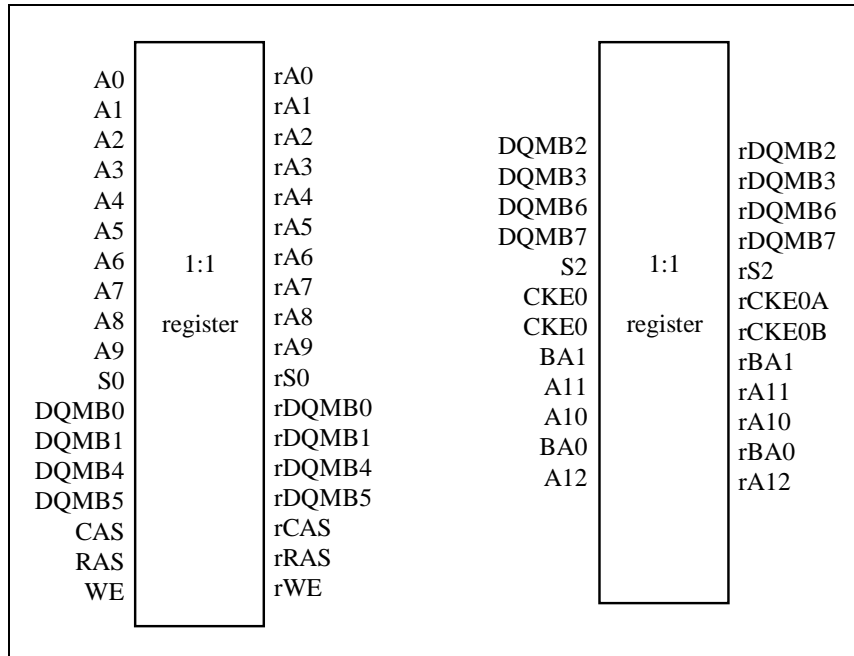 A0 rA0
A1 rA1
A2 rA2
A3 rA3
A4 rA4
A5 rA5
A6 1:1 rA6
A7 rA7
A8 register rA8
A9 rA9
S0 rS0
DQMB0 rDQMB0
DQMB1 rDQMB1
DQMB4 rDQMB4
DQMB5 rDQMB5
CAS rCAS
RAS rRAS
WE rWE
DQMB2 rDQMB2
DQMB3 rDQMB3
DQMB6 rDQMB6
DQMB7 rDQMB7
S2 1:1 rS2
CKE0 rCKE0A
CKE0 register rCKE0B
BA1 rBA1
A11 rA11
A10 rA10
BA0 rBA0
A12 rA12